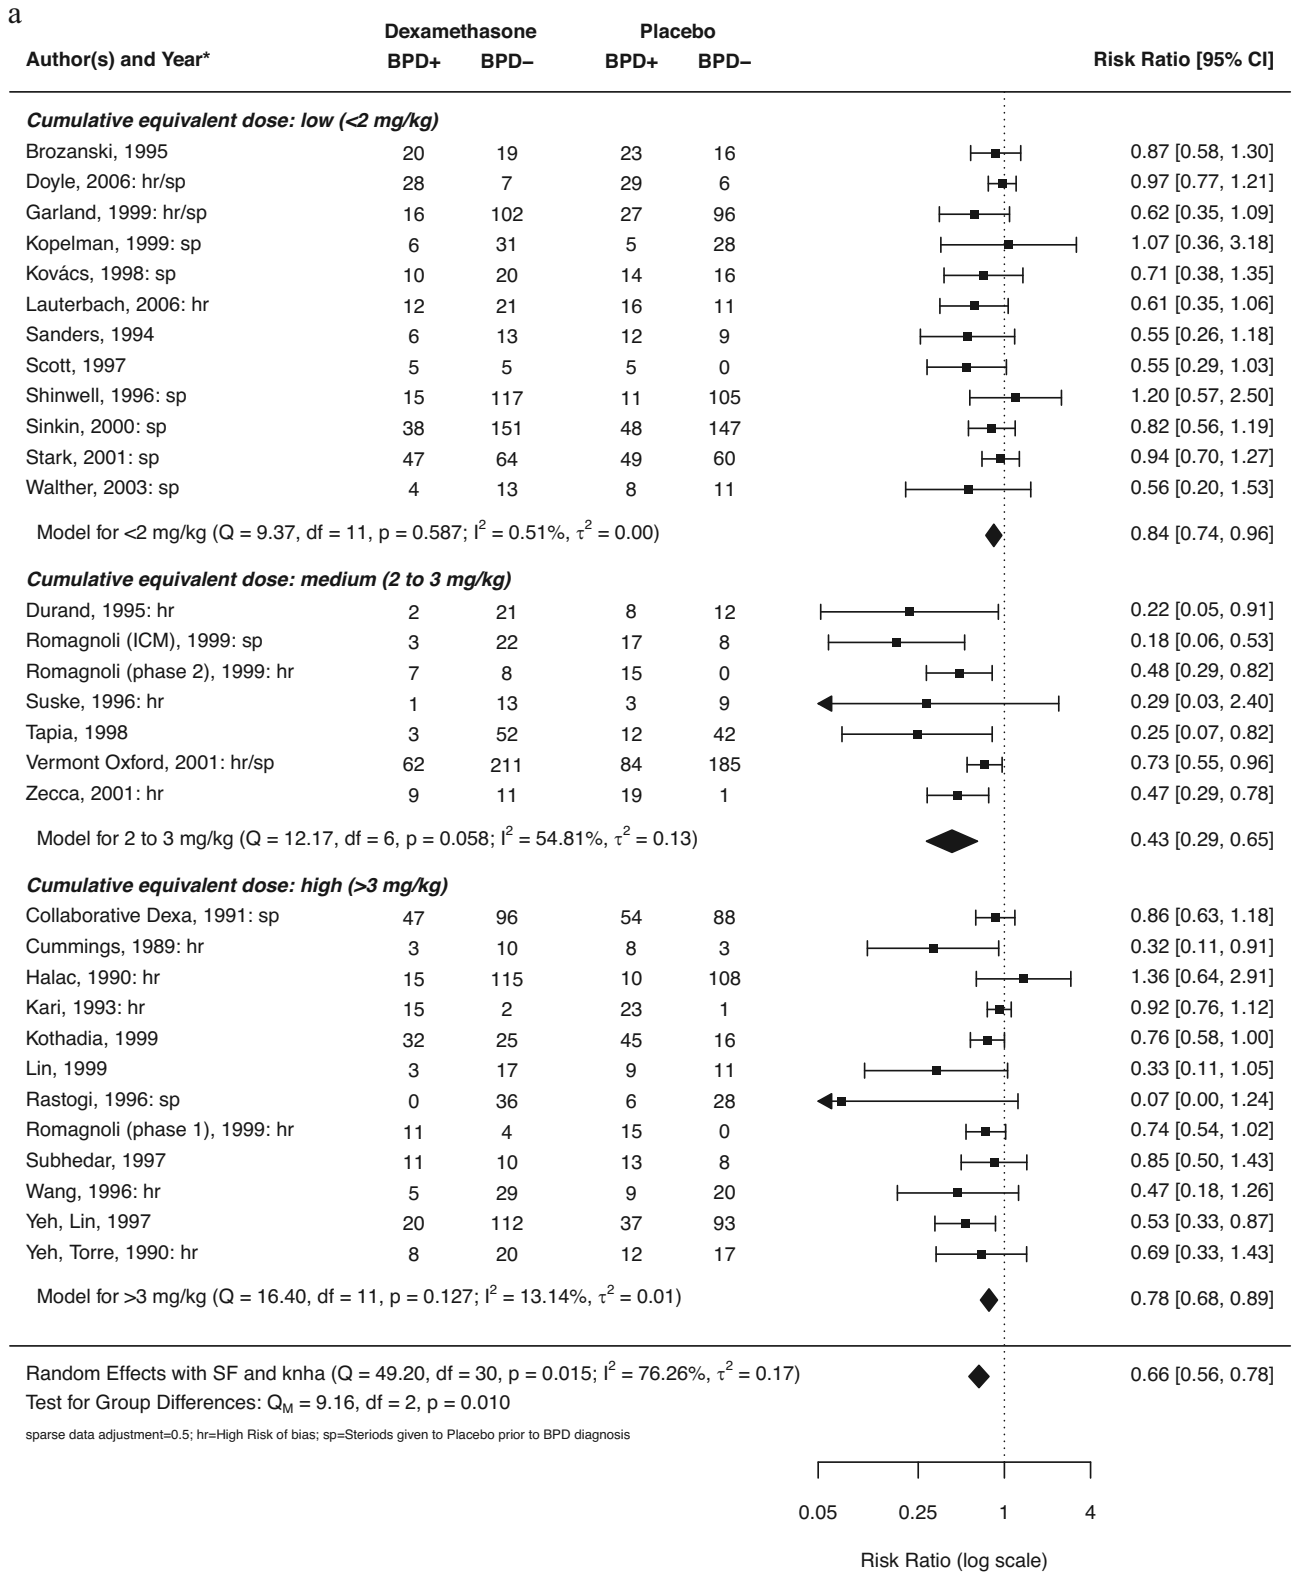 a
Dexamethasone Placebo
Author(s) and Year* BPD+ BPD− BPD+ BPD− Risk Ratio [95% CI]
Cumulative equivalent dose: low (<2 mg/kg)
Brozanski, 1995 20 19 23 16 0.87 [0.58, 1.30]
Doyle, 2006: hr/sp 28 7 29 6 0.97 [0.77, 1.21]
Garland, 1999: hr/sp 16 102 27 96 0.62 [0.35, 1.09]
Kopelman, 1999: sp 6 31 5 28 1.07 [0.36, 3.18]
Kovács, 1998: sp 10 20 14 16 0.71 [0.38, 1.35]
Lauterbach, 2006: hr 12 21 16 11 0.61 [0.35, 1.06]
Sanders, 1994 6 13 12 9 0.55 [0.26, 1.18]
Scott, 1997 5 5 5 0 0.55 [0.29, 1.03]
Shinwell, 1996: sp 15 117 11 105 1.20 [0.57, 2.50]
Sinkin, 2000: sp 38 151 48 147 0.82 [0.56, 1.19]
Stark, 2001: sp 47 64 49 60 0.94 [0.70, 1.27]
Walther, 2003: sp 4 13 8 11 0.56 [0.20, 1.53]
Model for <2 mg/kg (Q = 9.37, df = 11, p = 0.587; I² = 0.51%, τ² = 0.00) 0.84 [0.74, 0.96]
Cumulative equivalent dose: medium (2 to 3 mg/kg)
Durand, 1995: hr 2 21 8 12 0.22 [0.05, 0.91]
Romagnoli (ICM), 1999: sp 3 22 17 8 0.18 [0.06, 0.53]
Romagnoli (phase 2), 1999: hr 7 8 15 0 0.48 [0.29, 0.82]
Suske, 1996: hr 1 13 3 9 0.29 [0.03, 2.40]
Tapia, 1998 3 52 12 42 0.25 [0.07, 0.82]
Vermont Oxford, 2001: hr/sp 62 211 84 185 0.73 [0.55, 0.96]
Zecca, 2001: hr 9 11 19 1 0.47 [0.29, 0.78]
Model for 2 to 3 mg/kg (Q = 12.17, df = 6, p = 0.058; I² = 54.81%, τ² = 0.13) 0.43 [0.29, 0.65]
Cumulative equivalent dose: high (>3 mg/kg)
Collaborative Dexa, 1991: sp 47 96 54 88 0.86 [0.63, 1.18]
Cummings, 1989: hr 3 10 8 3 0.32 [0.11, 0.91]
Halac, 1990: hr 15 115 10 108 1.36 [0.64, 2.91]
Kari, 1993: hr 15 2 23 1 0.92 [0.76, 1.12]
Kothadia, 1999 32 25 45 16 0.76 [0.58, 1.00]
Lin, 1999 3 17 9 11 0.33 [0.11, 1.05]
Rastogi, 1996: sp 0 36 6 28 0.07 [0.00, 1.24]
Romagnoli (phase 1), 1999: hr 11 4 15 0 0.74 [0.54, 1.02]
Subhedar, 1997 11 10 13 8 0.85 [0.50, 1.43]
Wang, 1996: hr 5 29 9 20 0.47 [0.18, 1.26]
Yeh, Lin, 1997 20 112 37 93 0.53 [0.33, 0.87]
Yeh, Torre, 1990: hr 8 20 12 17 0.69 [0.33, 1.43]
Model for >3 mg/kg (Q = 16.40, df = 11, p = 0.127; I² = 13.14%, τ² = 0.01) 0.78 [0.68, 0.89]
Random Effects with SF and knha (Q = 49.20, df = 30, p = 0.015; I² = 76.26%, τ² = 0.17) 0.66 [0.56, 0.78]
Test for Group Differences: Q_M = 9.16, df = 2, p = 0.010
sparse data adjustment=0.5; hr=High Risk of bias; sp=Steriods given to Placebo prior to BPD diagnosis
0.05 0.25 1 4
Risk Ratio (log scale)